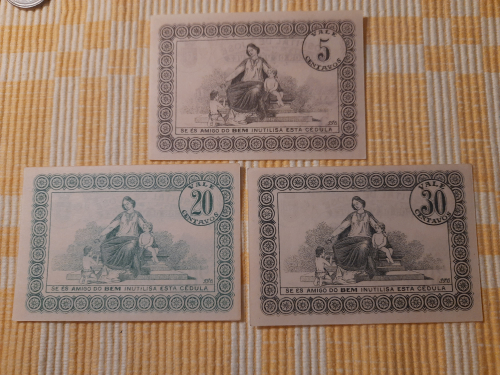 VALE
5
CENTAVOS
SE ÉS AMIGO DO BEM INUTILISA ESTA CÉDULA
VALE
20
CENTAVOS
SE ÉS AMIGO DO BEM INUTILISA ESTA CÉDULA
VALE
30
CENTAVOS
SE ÉS AMIGO DO BEM INUTILISA ESTA CÉDULA